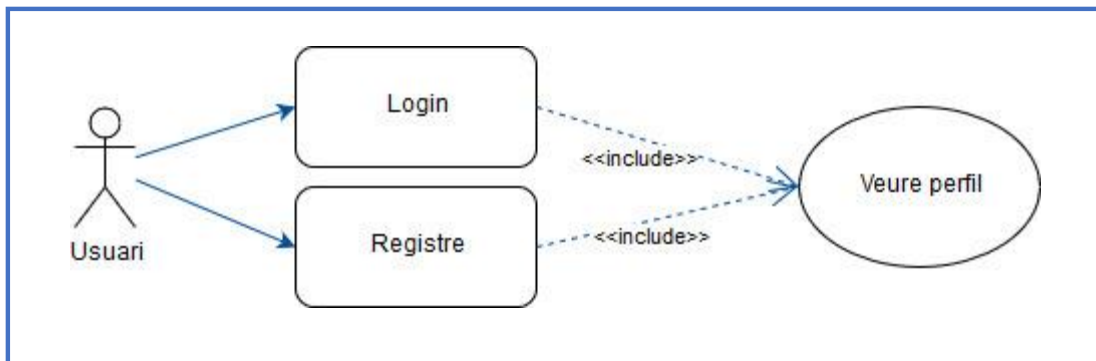 Login
<<include>>
Veure perfil
Usuari
Registre
<<include>>